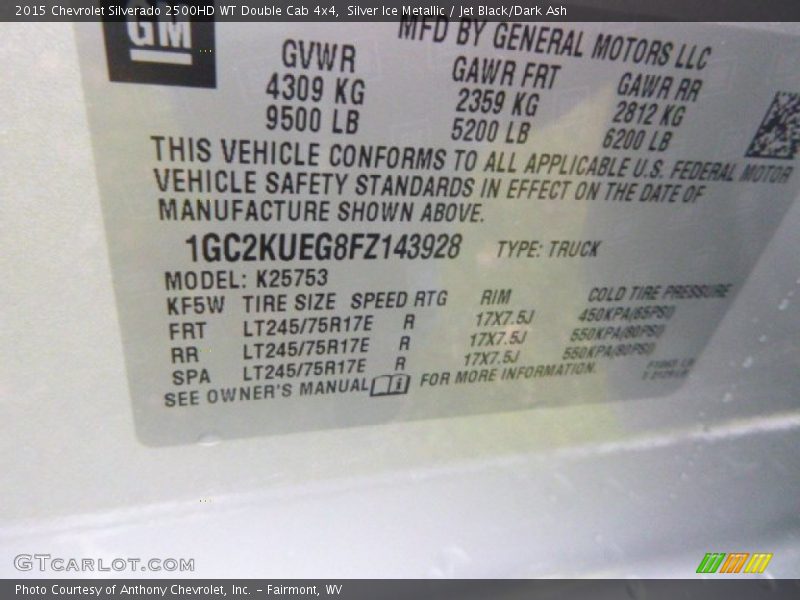 2015 Chevrolet Silverado 2500HD WT Double Cab 4x4, Silver Ice Metallic / Jet Black/Dark Ash
GM
MFD BY GENERAL MOTORS LLC
GVWR GAWR FRT GAWR RR
4309 KG 2359 KG 2812 KG
9500 LB 5200 LB 6200 LB
THIS VEHICLE CONFORMS TO ALL APPLICABLE U.S. FEDERAL MOTOR
VEHICLE SAFETY STANDARDS IN EFFECT ON THE DATE OF
MANUFACTURE SHOWN ABOVE.
1GC2KUEG8FZ143928 TYPE: TRUCK
MODEL: K25753
KF5W TIRE SIZE SPEED RTG RIM COLD TIRE PRESSURE
FRT LT245/75R17E R 17X7.5J 450KPA(65PSI)
RR LT245/75R17E R 17X7.5J 550KPA(80PSI)
SPA LT245/75R17E R 17X7.5J 550KPA(80PSI)
SEE OWNER'S MANUAL FOR MORE INFORMATION.
GTCARLOT.COM
Photo Courtesy of Anthony Chevrolet, Inc. – Fairmont, WV